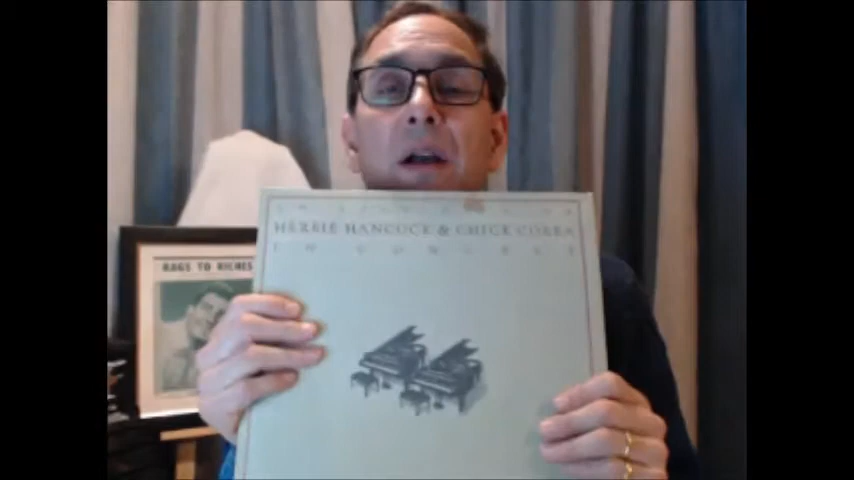 HERBIE HANCOCK & CHICK COREA
IN CONCERT
RAGS TO RICHES